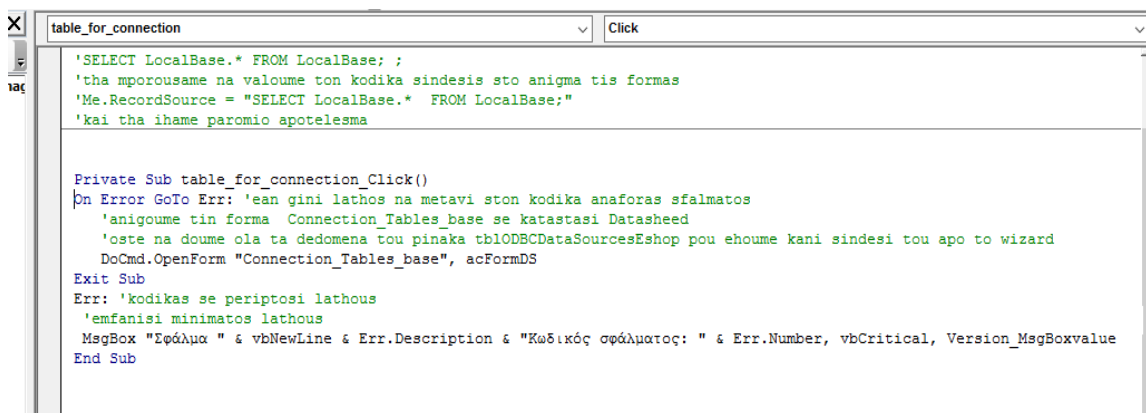 table_for_connection Click
'SELECT LocalBase.* FROM LocalBase; ;
'tha mporousame na valoume ton kodika sindesis sto anigma tis formas
'Me.RecordSource = "SELECT LocalBase.*  FROM LocalBase;"
'kai tha ihame paromio apotelesma
Private Sub table_for_connection_Click()
On Error GoTo Err: 'ean gini lathos na metavi ston kodika anaforas sfalmatos
'anigoume tin forma  Connection_Tables_base se katastasi Datasheed
'oste na doume ola ta dedomena tou pinaka tblODBCDataSourcesEshop pou ehoume kani sindesi tou apo to wizard
DoCmd.OpenForm "Connection_Tables_base", acFormDS
Exit Sub
Err: 'kodikas se periptosi lathous
'emfanisi minimatos lathous
MsgBox "Σφάλμα " & vbNewLine & Err.Description & "Κωδικός σφάλματος: " & Err.Number, vbCritical, Version_MsgBoxvalue
End Sub